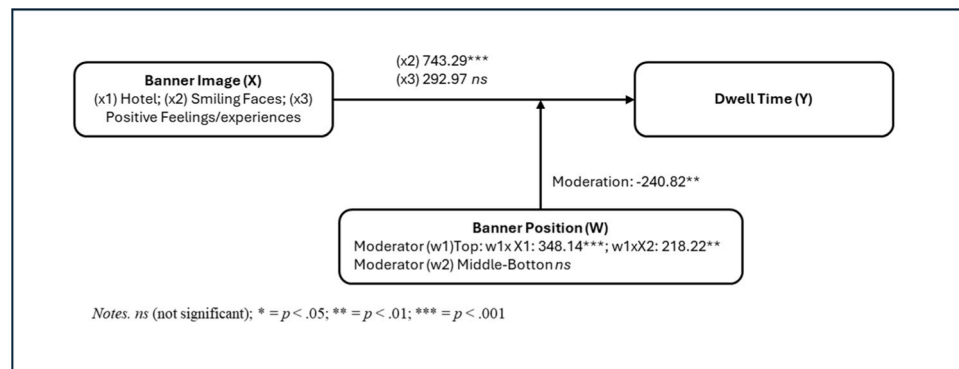 (x2) 743.29***
(x3) 292.97 ns
Banner Image (X)
(x1) Hotel; (x2) Smiling Faces; (x3)
Positive Feelings/experiences
Dwell Time (Y)
Moderation: -240.82**
Banner Position (W)
Moderator (w1)Top: w1x X1: 348.14***; w1xX2: 218.22**
Moderator (w2) Middle-Botton ns
Notes. ns (not significant); * = p < .05; ** = p < .01; *** = p < .001